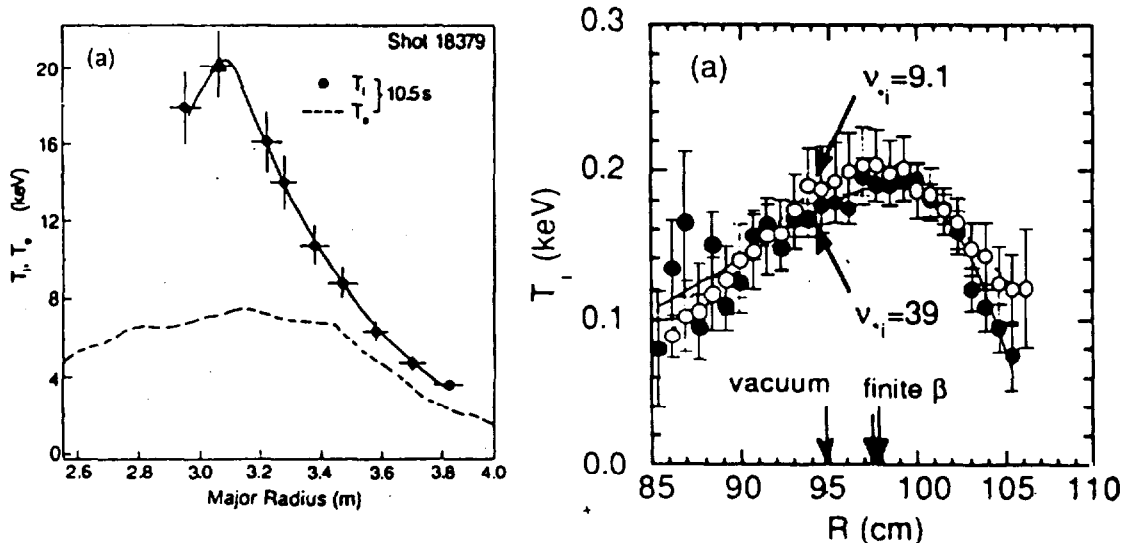 (a)
Shot 18379
T_i
T_e
} 10.5 s
20
16
12
8
4
0
T_i, T_e (keV)
2.6 2.8 3.0 3.2 3.4 3.6 3.8 4.0
Major Radius (m)
(a)
ν*i=9.1
ν*i=39
vacuum
finite β
0.3
0.2
0.1
0.0
T_i (keV)
85 90 95 100 105 110
R (cm)